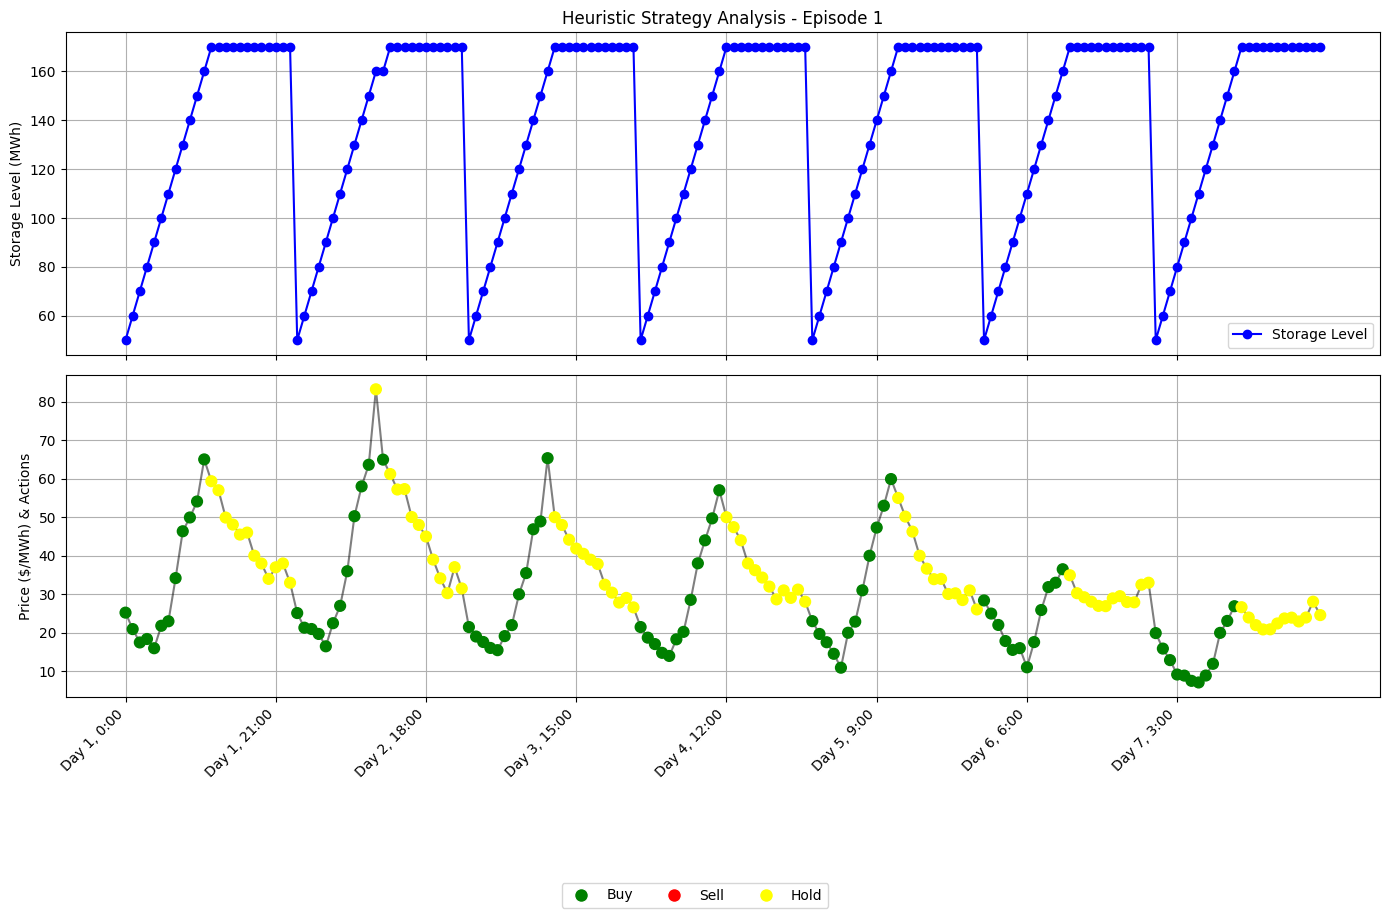 Heuristic Strategy Analysis - Episode 1
Storage Level (MWh)
160
140
120
100
80
60
Storage Level
Price ($/MWh) & Actions
80
70
60
50
40
30
20
10
Day 1, 0:00
Day 1, 21:00
Day 2, 18:00
Day 3, 15:00
Day 4, 12:00
Day 5, 9:00
Day 6, 6:00
Day 7, 3:00
Buy Sell Hold